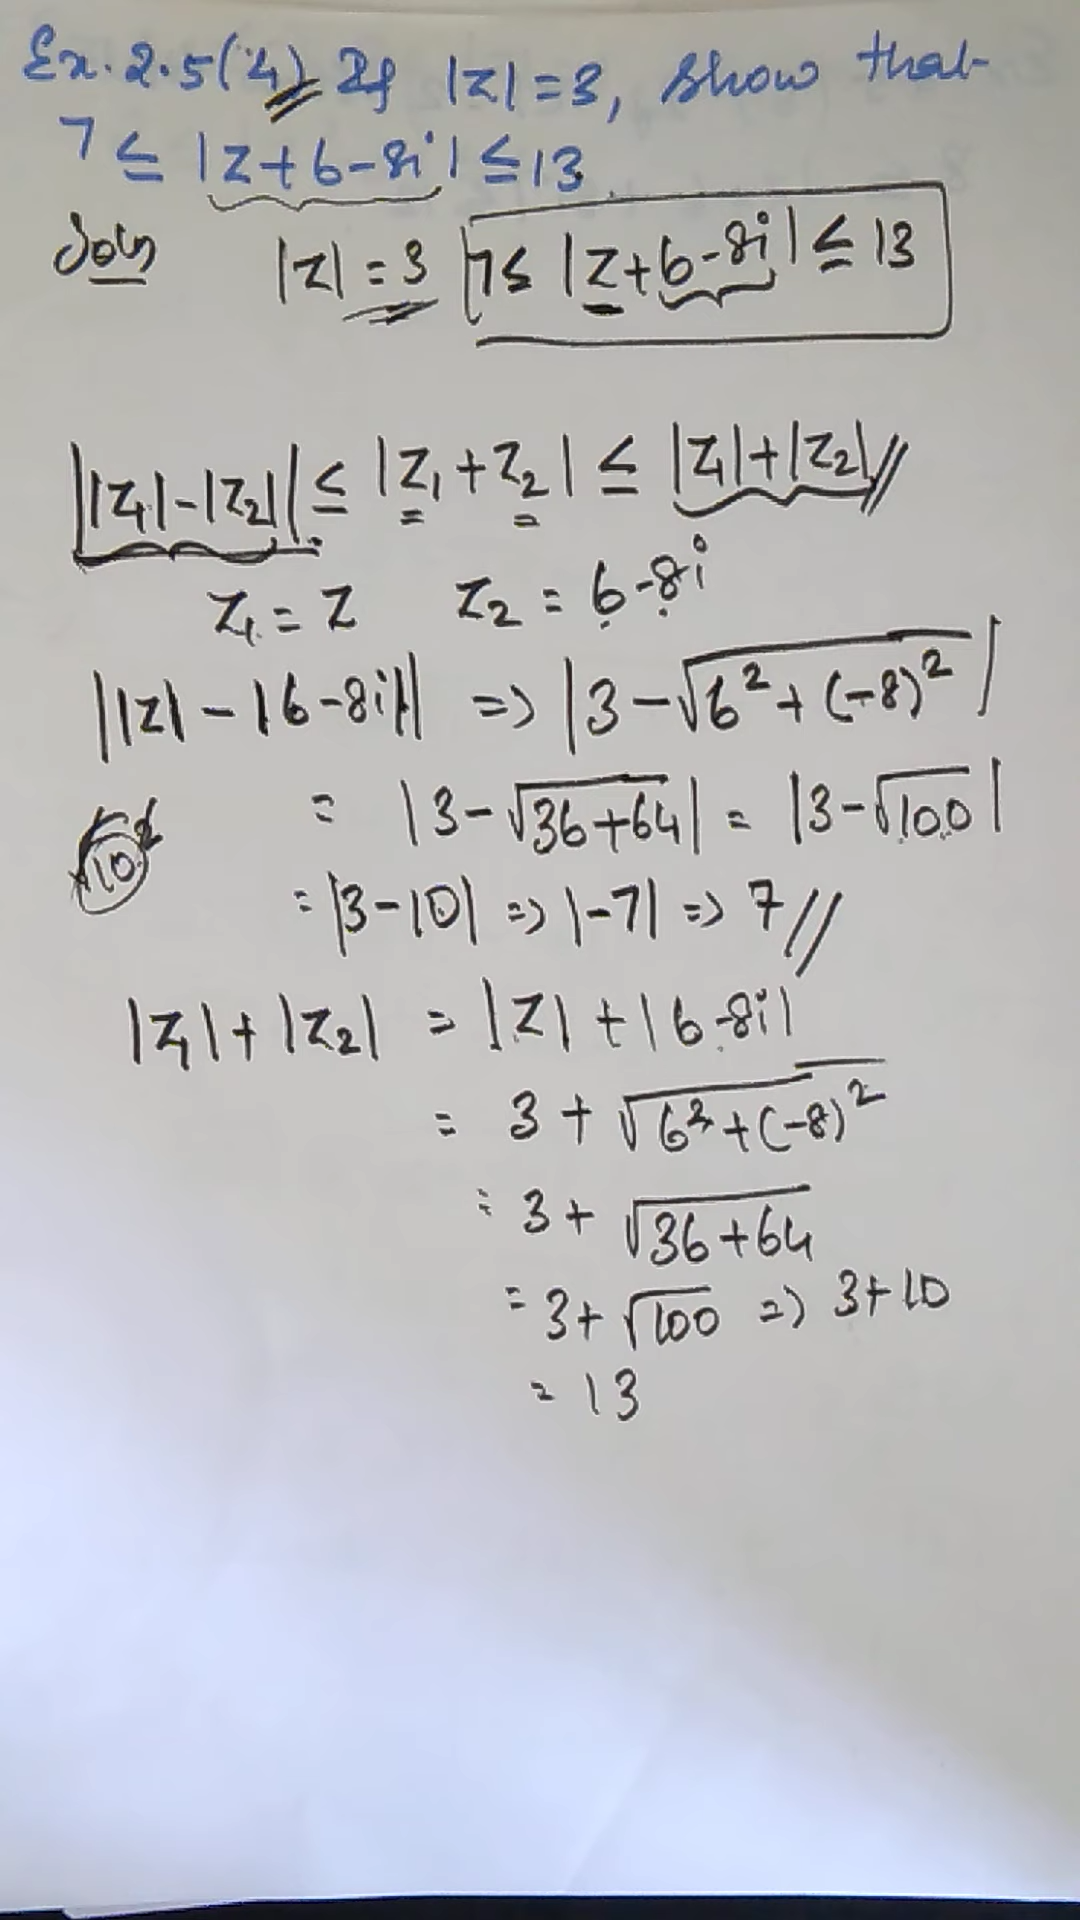 Ex. 2.5(4) If |z|=3, show that
7 ≤ |z+6-8i| ≤ 13
Soln |z| = 3 7 ≤ |z+6-8i| ≤ 13
||z₁|-|z₂|| ≤ |z₁+z₂| ≤ |z₁|+|z₂|//
z₁ = z z₂ = 6-8i
||z| - |6-8i|| => |3-√6²+(-8)²|
= |3-√36+64| = |3-√100|
10
= |3-10| => |-7| => 7//
|z₁|+|z₂| = |z|+|6-8i|
= 3 + √6²+(-8)²
= 3+ √36+64
= 3+√100 => 3+10
= 13